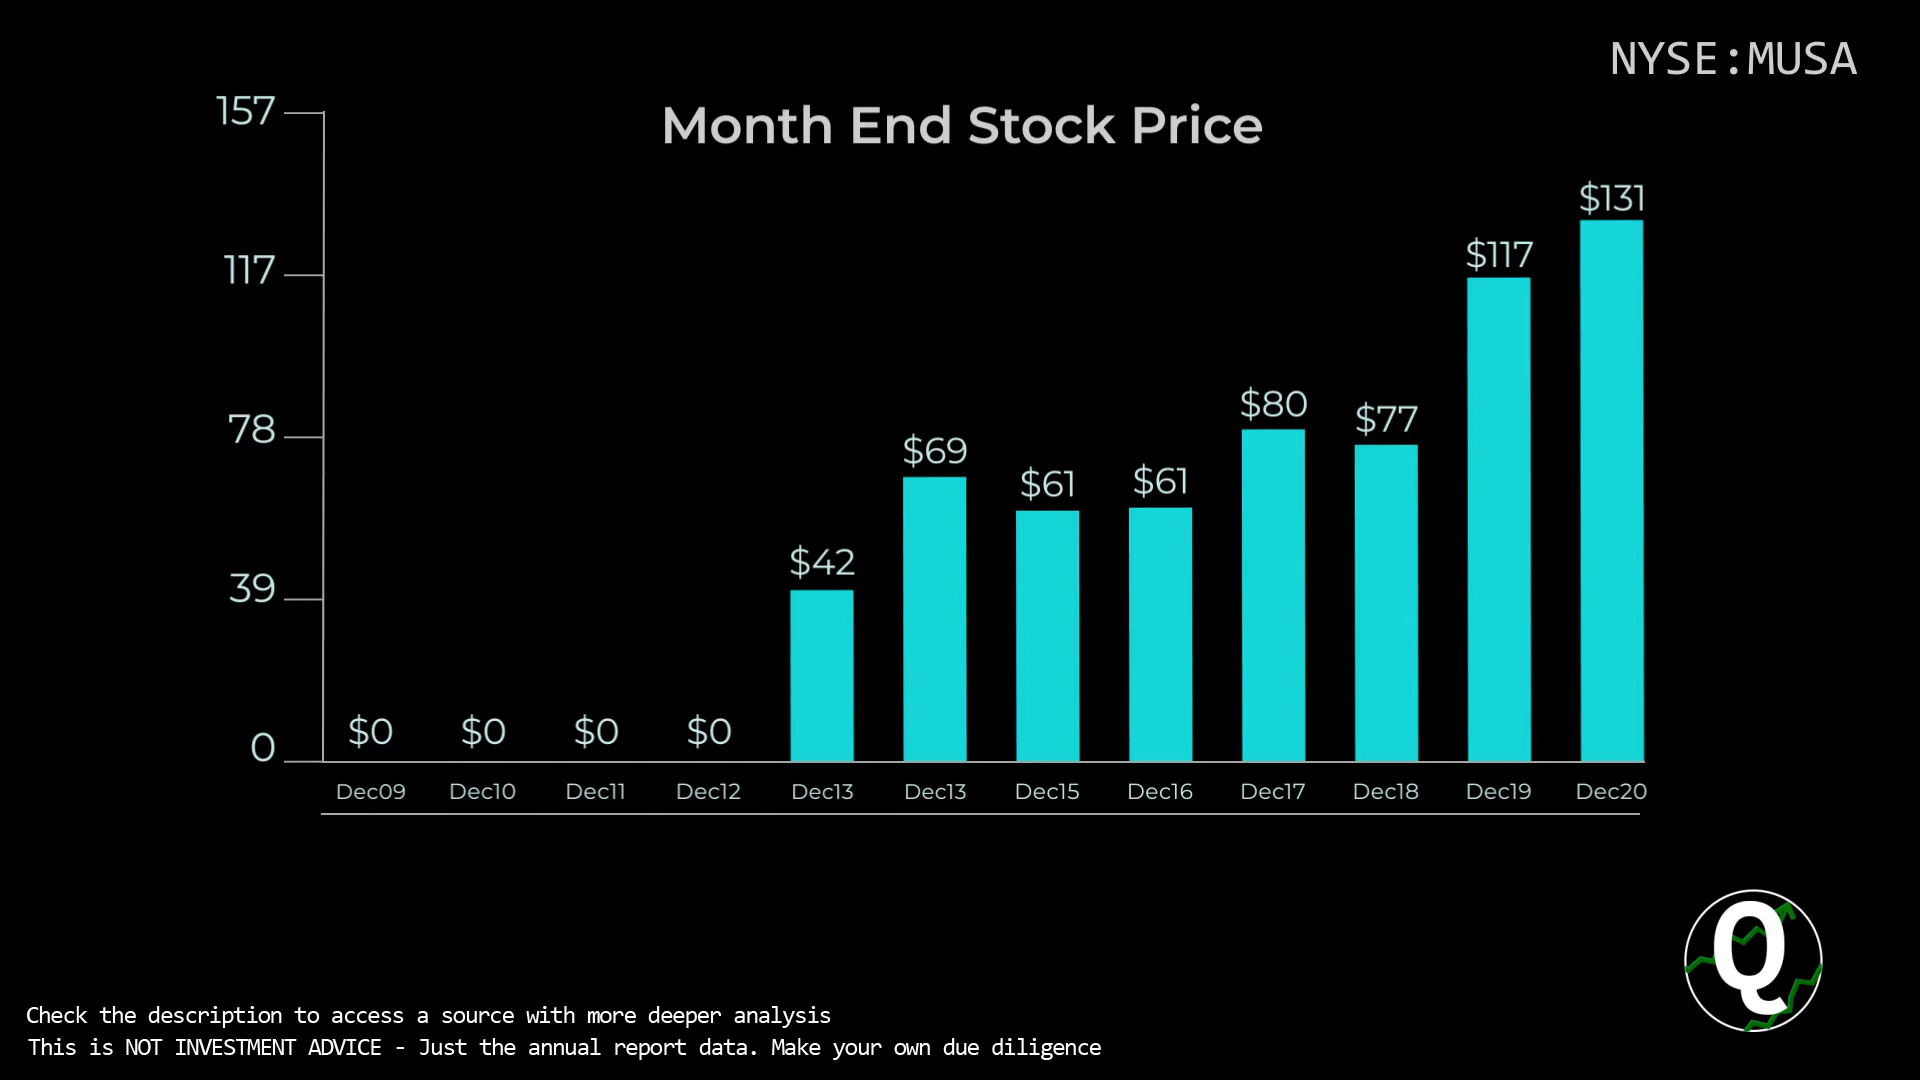 NYSE:MUSA
Month End Stock Price
157
117
78
39
0
$0 $0 $0 $0 $42 $69 $61 $61 $80 $77 $117 $131
Dec09 Dec10 Dec11 Dec12 Dec13 Dec13 Dec15 Dec16 Dec17 Dec18 Dec19 Dec20
Q
Check the description to access a source with more deeper analysis
This is NOT INVESTMENT ADVICE - Just the annual report data. Make your own due diligence